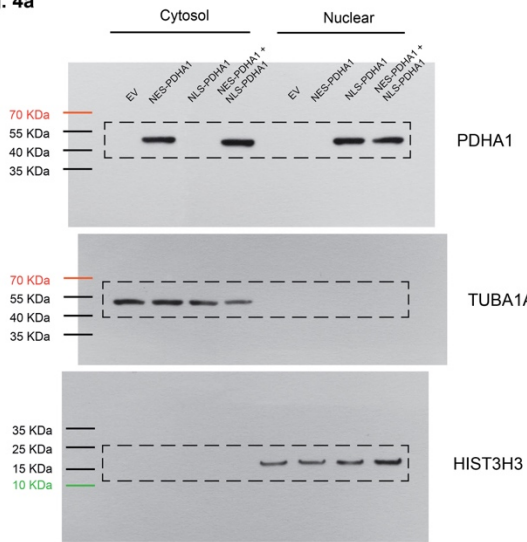 . 4a
Cytosol Nuclear
EV NES-PDHA1 NLS-PDHA1 NES-PDHA1 + NLS-PDHA1 EV NES-PDHA1 NLS-PDHA1 NES-PDHA1 + NLS-PDHA1
70 KDa
55 KDa
40 KDa
35 KDa
PDHA1
70 KDa
55 KDa
40 KDa
35 KDa
TUBA1A
35 KDa
25 KDa
15 KDa
10 KDa
HIST3H3